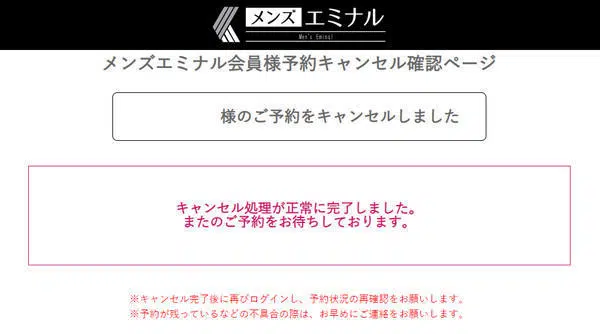 メンズエミナル
Men's Eminal
メンズエミナル会員様予約キャンセル確認ページ
様のご予約をキャンセルしました
キャンセル処理が正常に完了しました。
またのご予約をお待ちしております。
※キャンセル完了後に再びログインし、予約状況の再確認をお願いします。
※予約が残っているなどの不具合の際は、お早めにご連絡をお願いします。